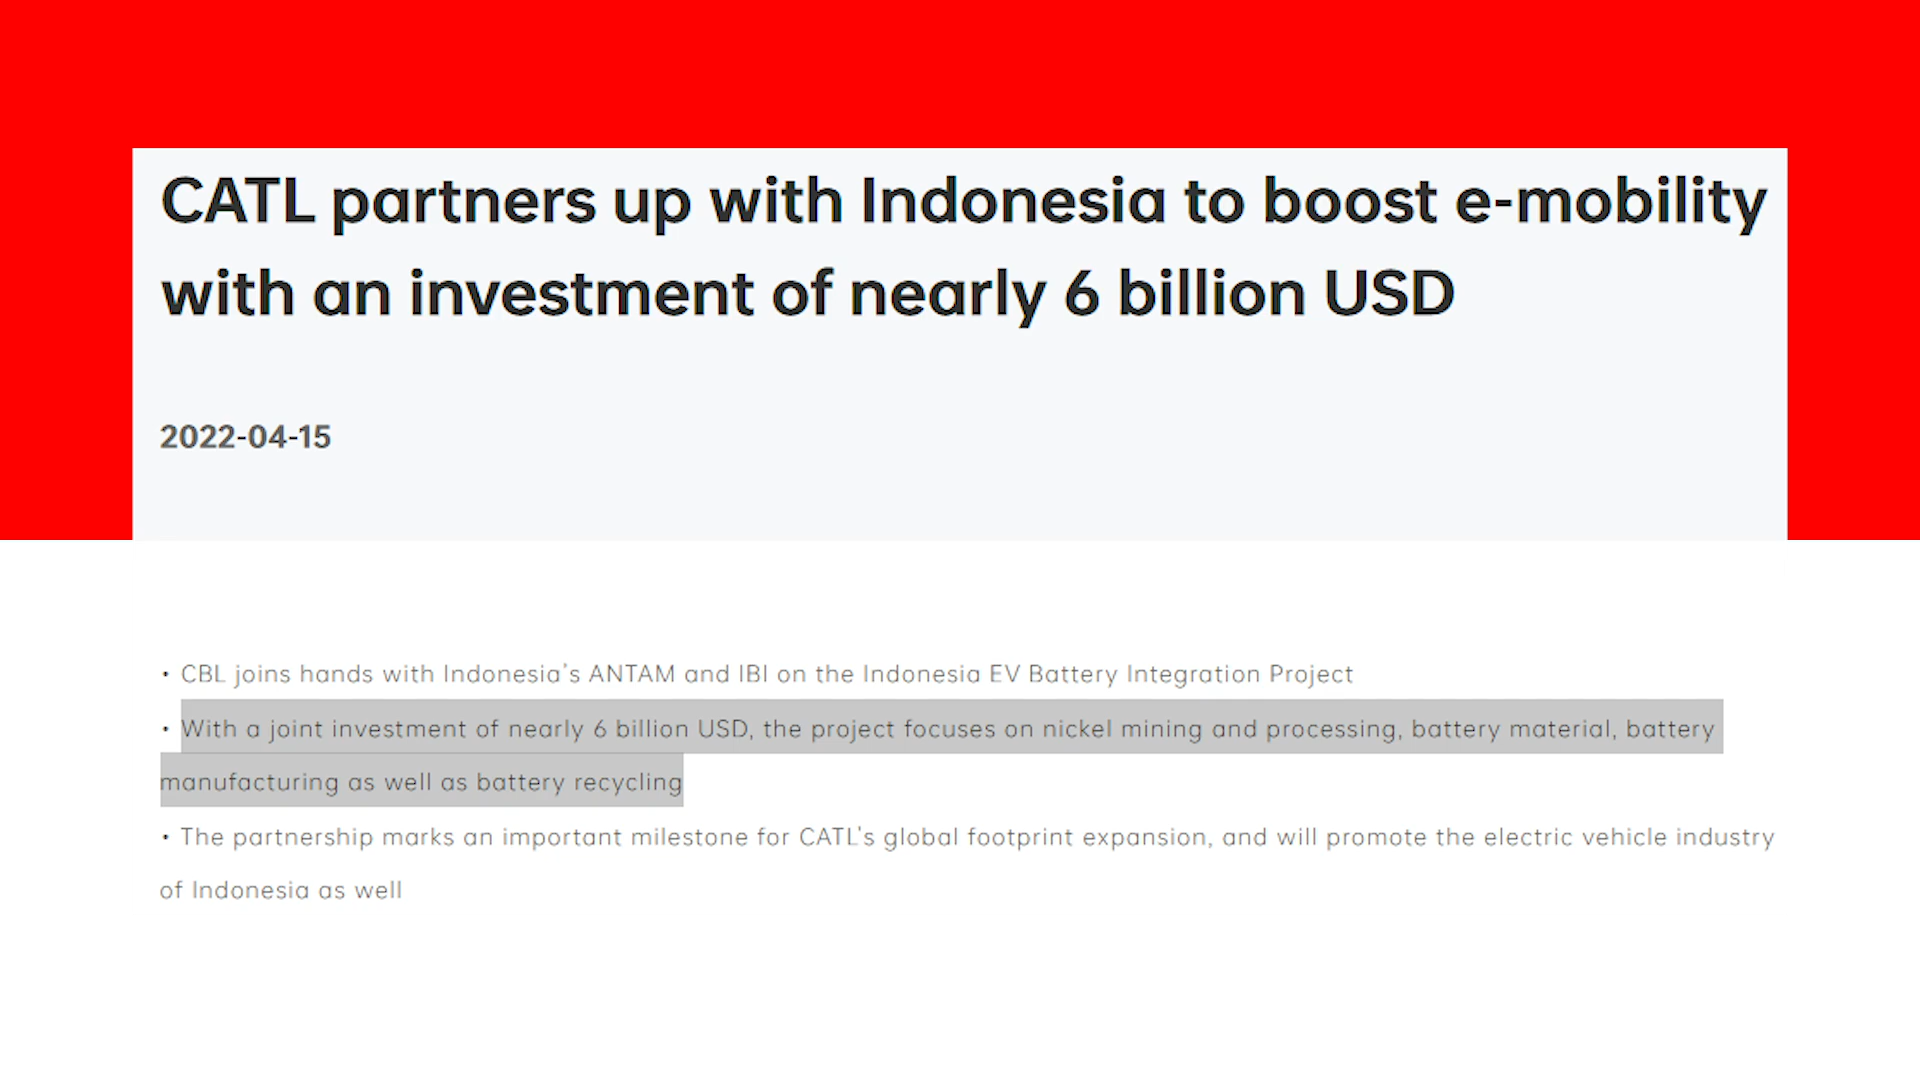 CATL partners up with Indonesia to boost e-mobility
with an investment of nearly 6 billion USD
2022-04-15
• CBL joins hands with Indonesia's ANTAM and IBI on the Indonesia EV Battery Integration Project
• With a joint investment of nearly 6 billion USD, the project focuses on nickel mining and processing, battery material, battery
manufacturing as well as battery recycling
• The partnership marks an important milestone for CATL's global footprint expansion, and will promote the electric vehicle industry
of Indonesia as well